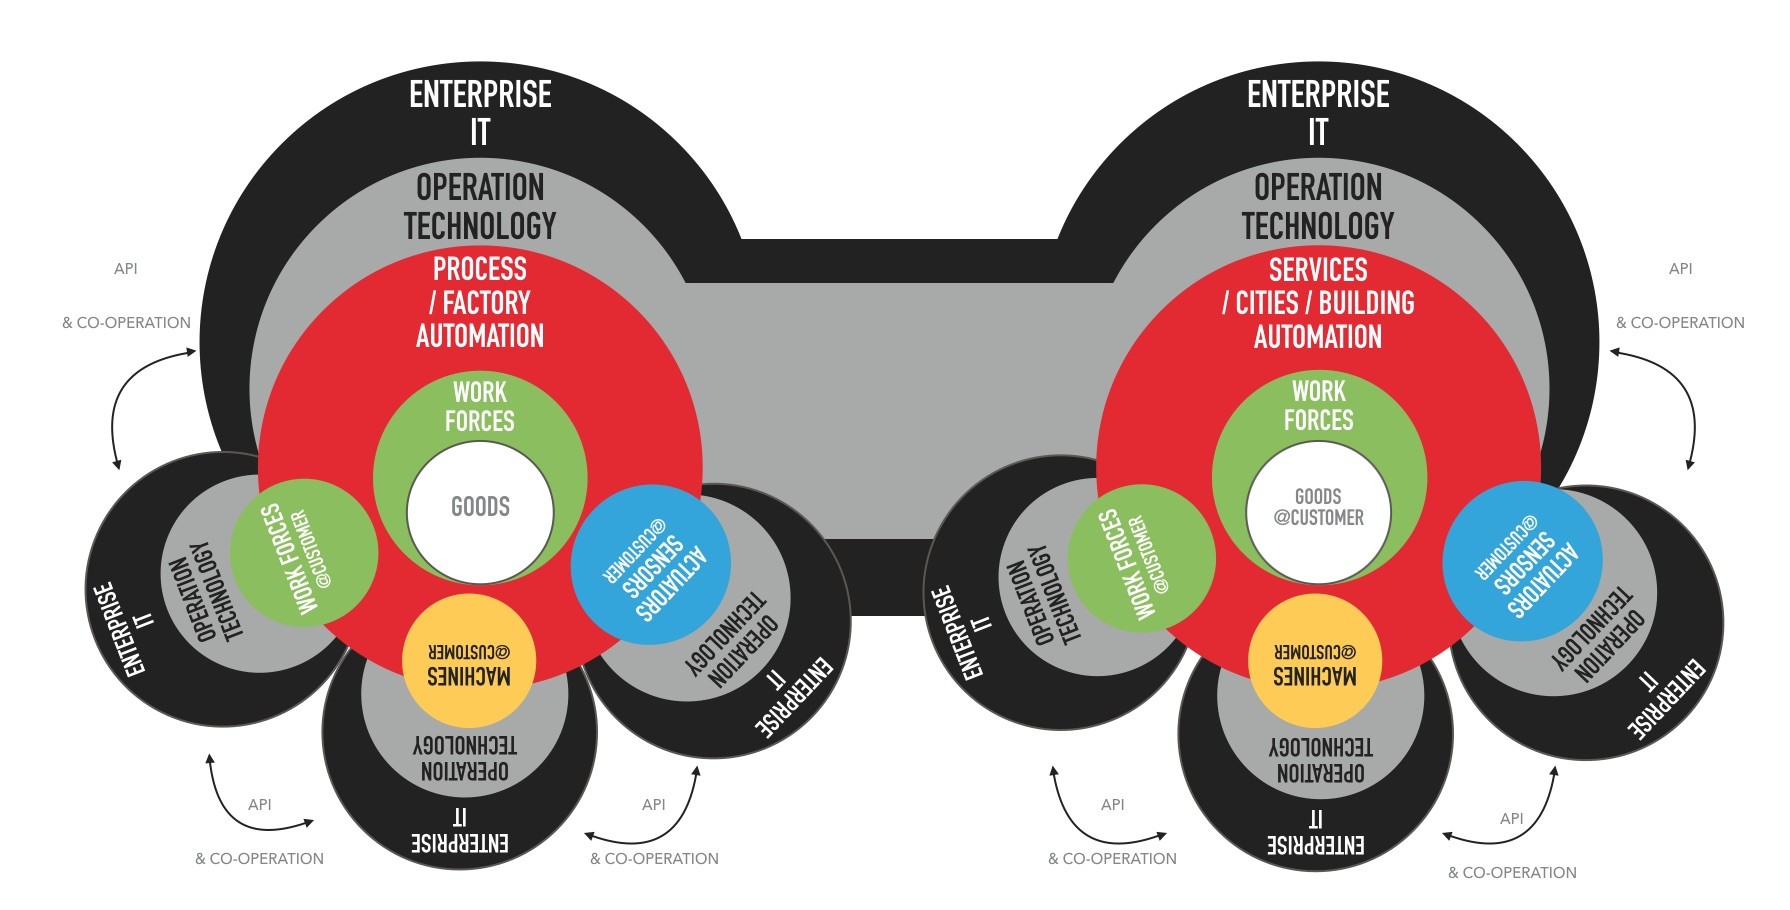 ENTERPRISE
IT
OPERATION
TECHNOLOGY
PROCESS
/ FACTORY
AUTOMATION
WORK
FORCES
GOODS
API
& CO-OPERATION
WORK FORCES
@CUSTOMER
OPERATION
TECHNOLOGY
ENTERPRISE
IT
ACTUATORS
SENSORS
@CUSTOMER
OPERATION
TECHNOLOGY
ENTERPRISE
IT
MACHINES
@CUSTOMER
OPERATION
TECHNOLOGY
ENTERPRISE
IT
API
& CO-OPERATION
API
& CO-OPERATION
ENTERPRISE
IT
OPERATION
TECHNOLOGY
SERVICES
/ CITIES / BUILDING
AUTOMATION
WORK
FORCES
GOODS
@CUSTOMER
API
& CO-OPERATION
WORK FORCES
@CUSTOMER
OPERATION
TECHNOLOGY
ENTERPRISE
IT
ACTUATORS
SENSORS
@CUSTOMER
OPERATION
TECHNOLOGY
ENTERPRISE
IT
MACHINES
@CUSTOMER
OPERATION
TECHNOLOGY
ENTERPRISE
IT
API
& CO-OPERATION
API
& CO-OPERATION